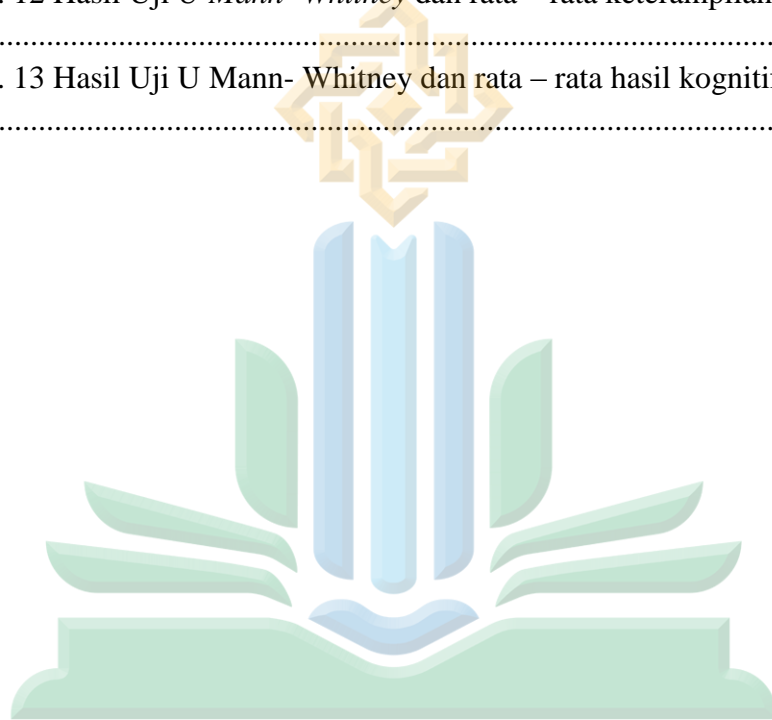 . 12 Hasil Uji U Mann- Whitney dan rata – rata keterampilan
................................................................................................
. 13 Hasil Uji U Mann- Whitney dan rata – rata hasil kognitif
................................................................................................